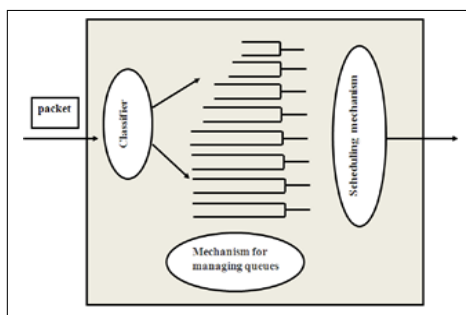 packet
Classifier
Scheduling mechanism
Mechanism for
managing queues